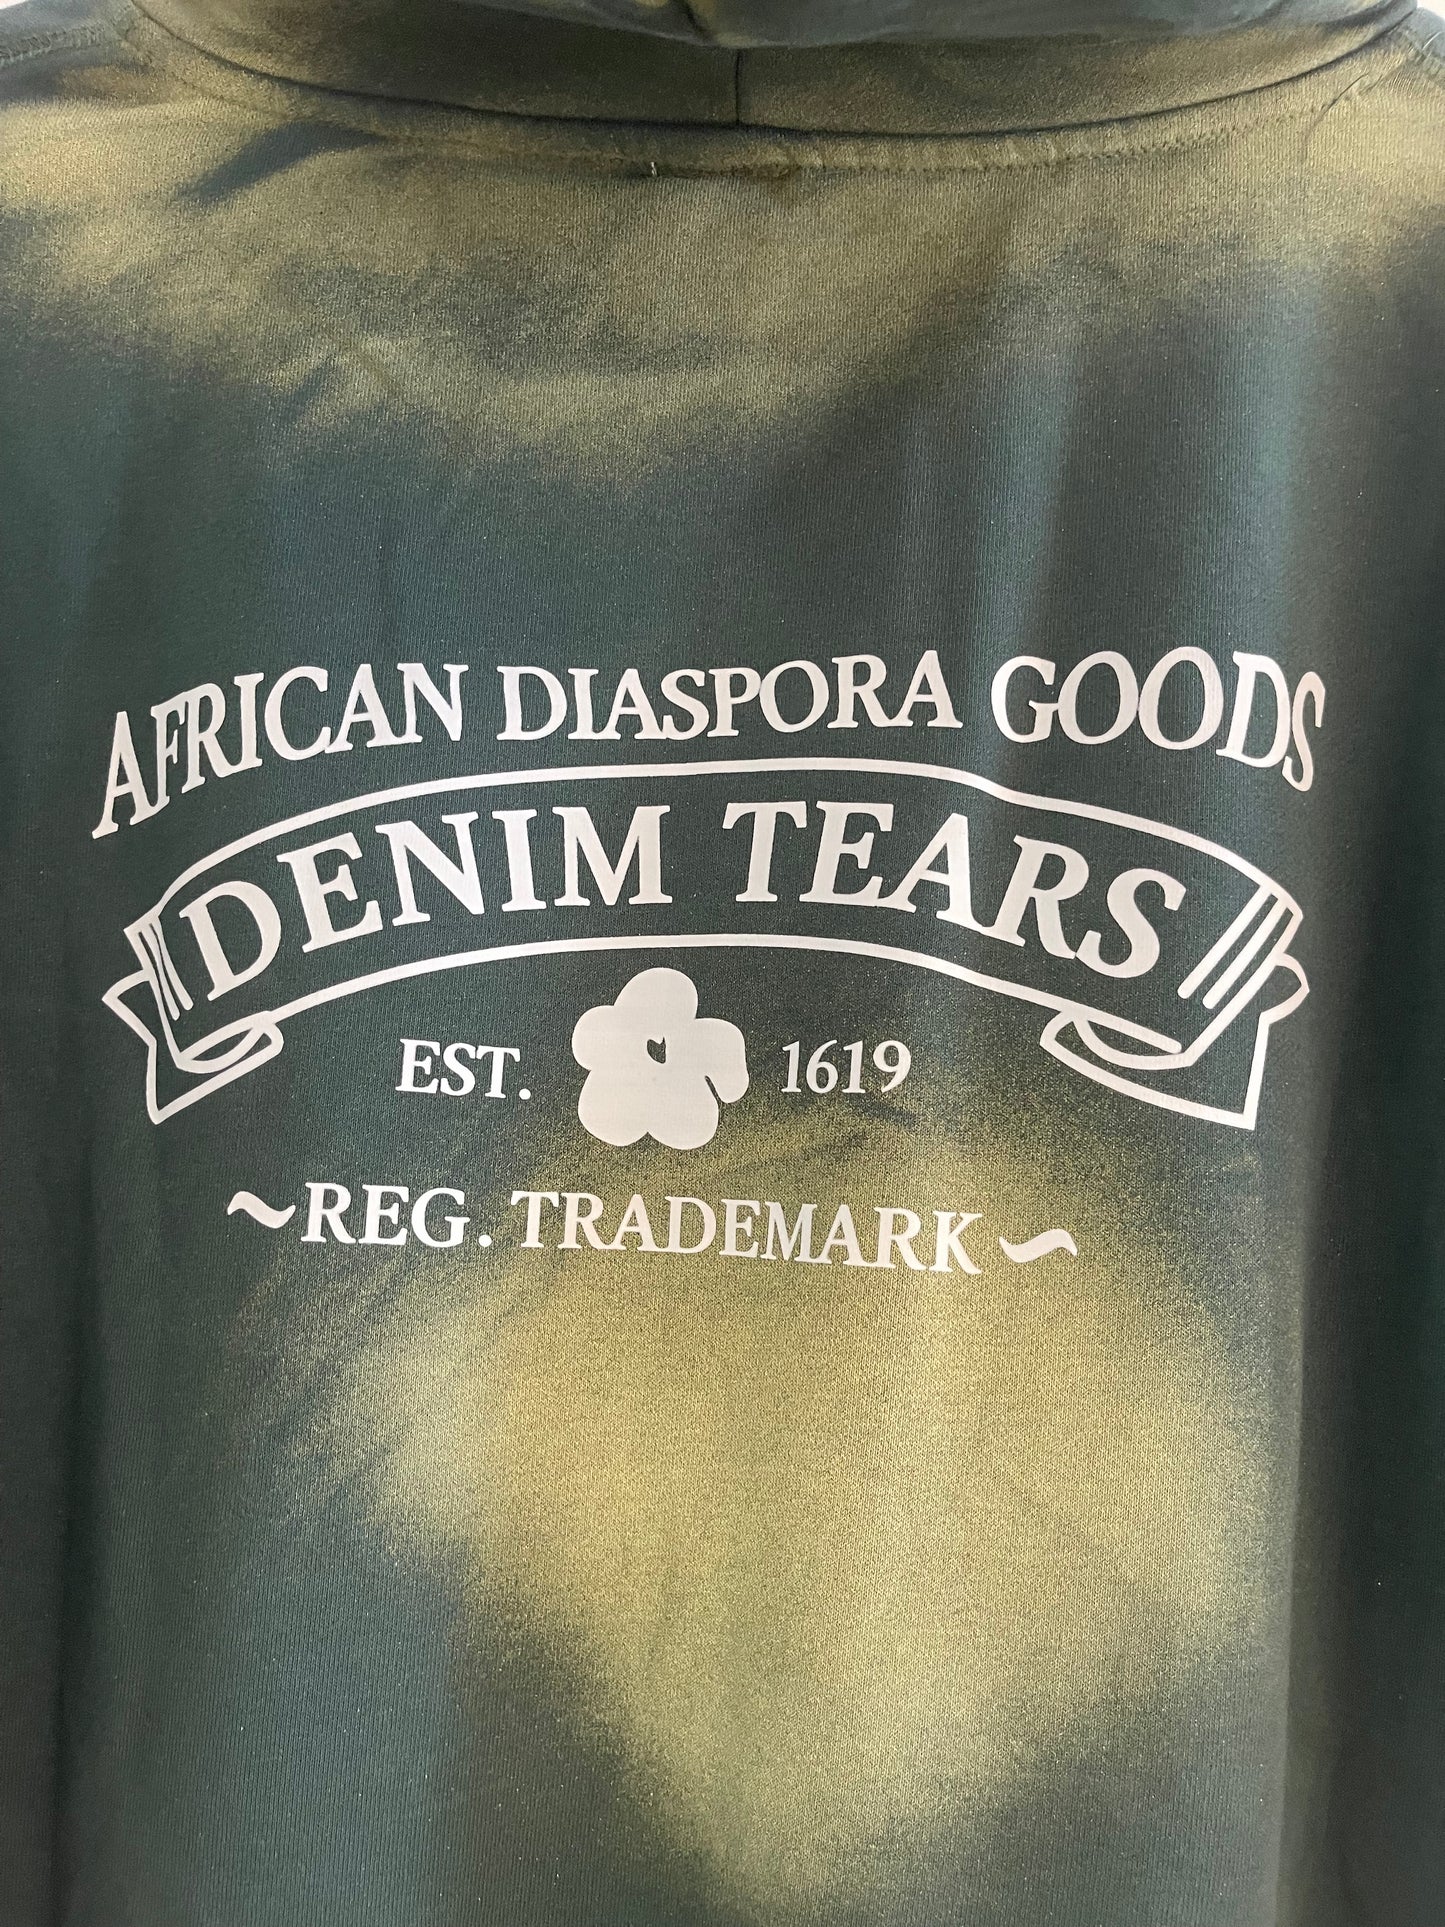 AFRICAN DIASPORA GOODS
DENIM TEARS
EST. 1619
~REG. TRADEMARK~